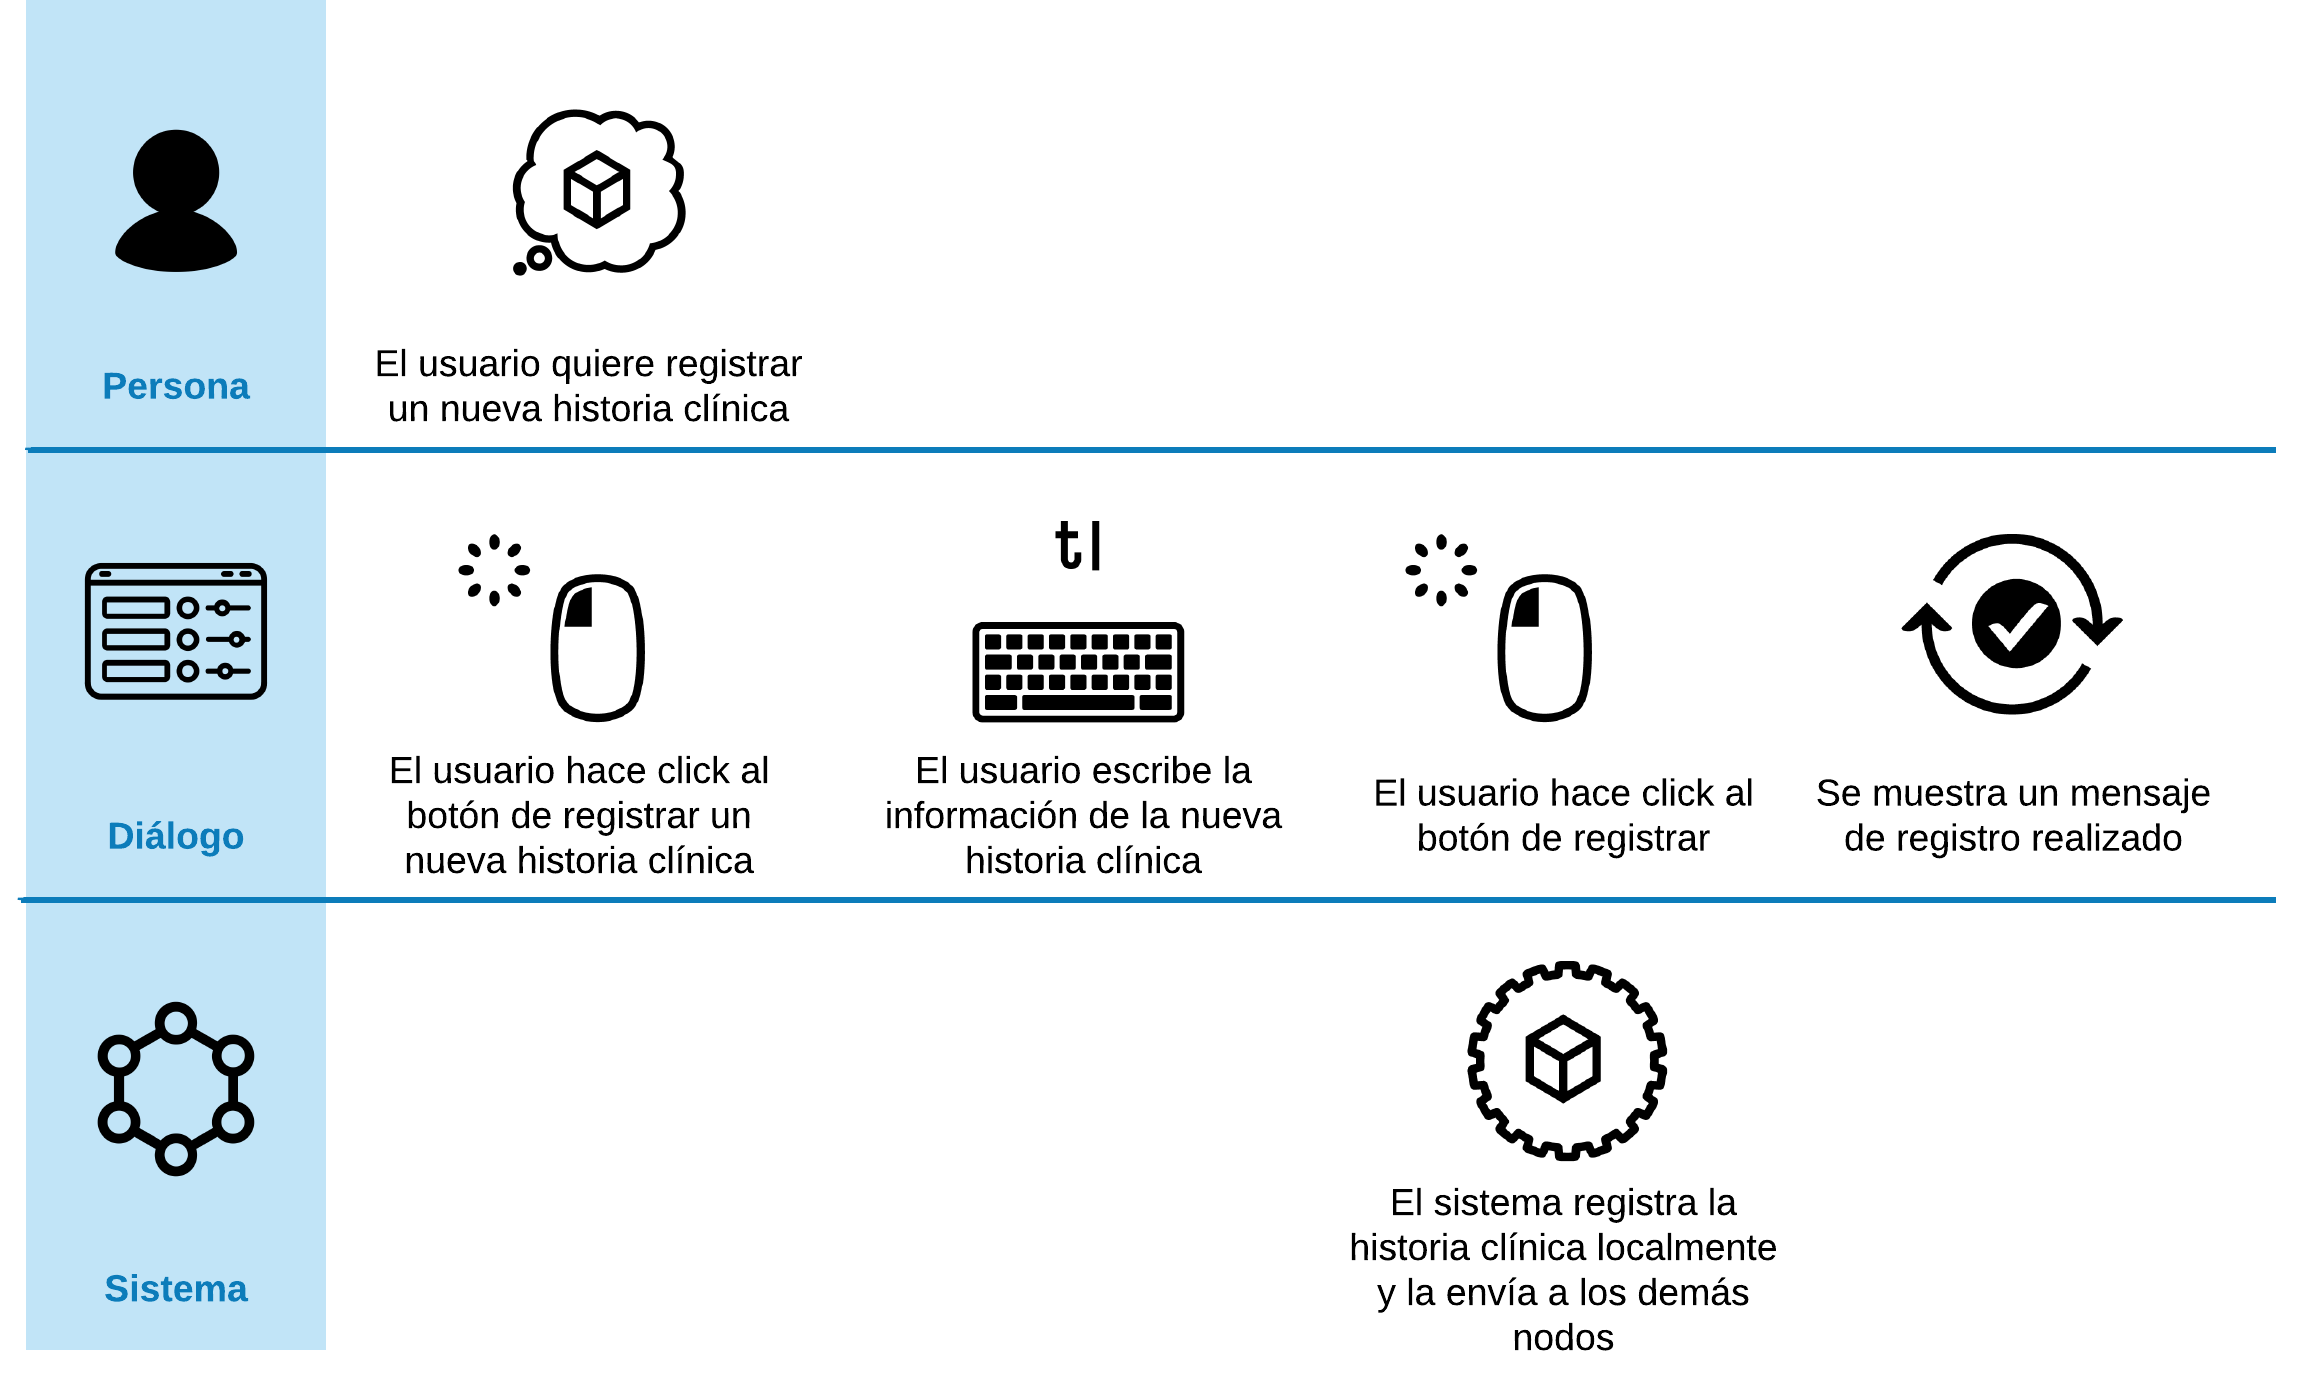 Persona
El usuario quiere registrar
un nueva historia clínica
Diálogo
tl
El usuario hace click al
botón de registrar un
nueva historia clínica
El usuario escribe la
información de la nueva
historia clínica
El usuario hace click al
botón de registrar
Se muestra un mensaje
de registro realizado
Sistema
El sistema registra la
historia clínica localmente
y la envía a los demás
nodos